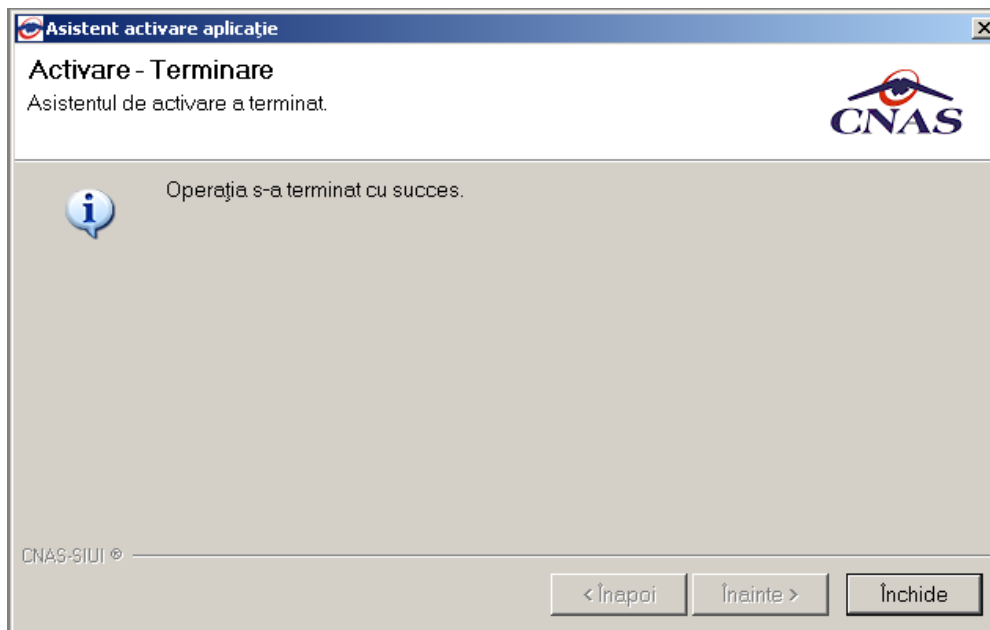 Asistent activare aplicaţie
Activare - Terminare
Asistentul de activare a terminat.
CNAS
Operaţia s-a terminat cu succes.
CNAS-SIUI ®
< Înapoi
Înainte >
Închide